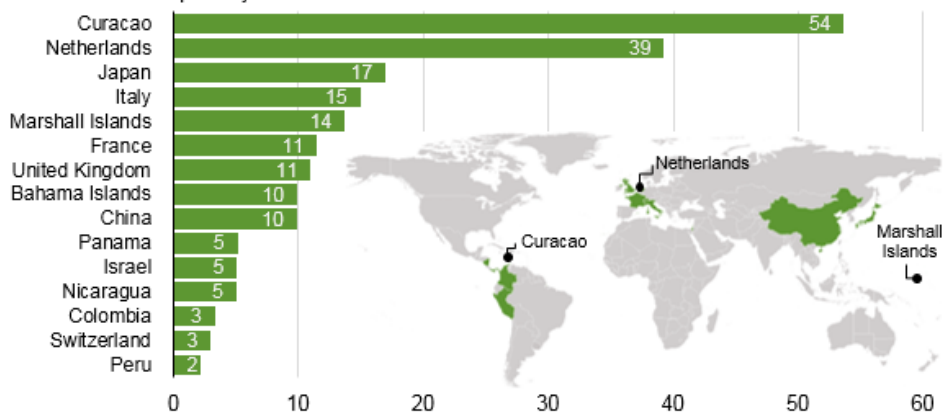 Curacao 54
Netherlands 39
Japan 17
Italy 15
Marshall Islands 14
France 11
United Kingdom 11
Bahama Islands 10
China 10
Panama 5
Israel 5
Nicaragua 5
Colombia 3
Switzerland 3
Peru 2
Netherlands
Curacao
Marshall
Islands
0 10 20 30 40 50 60